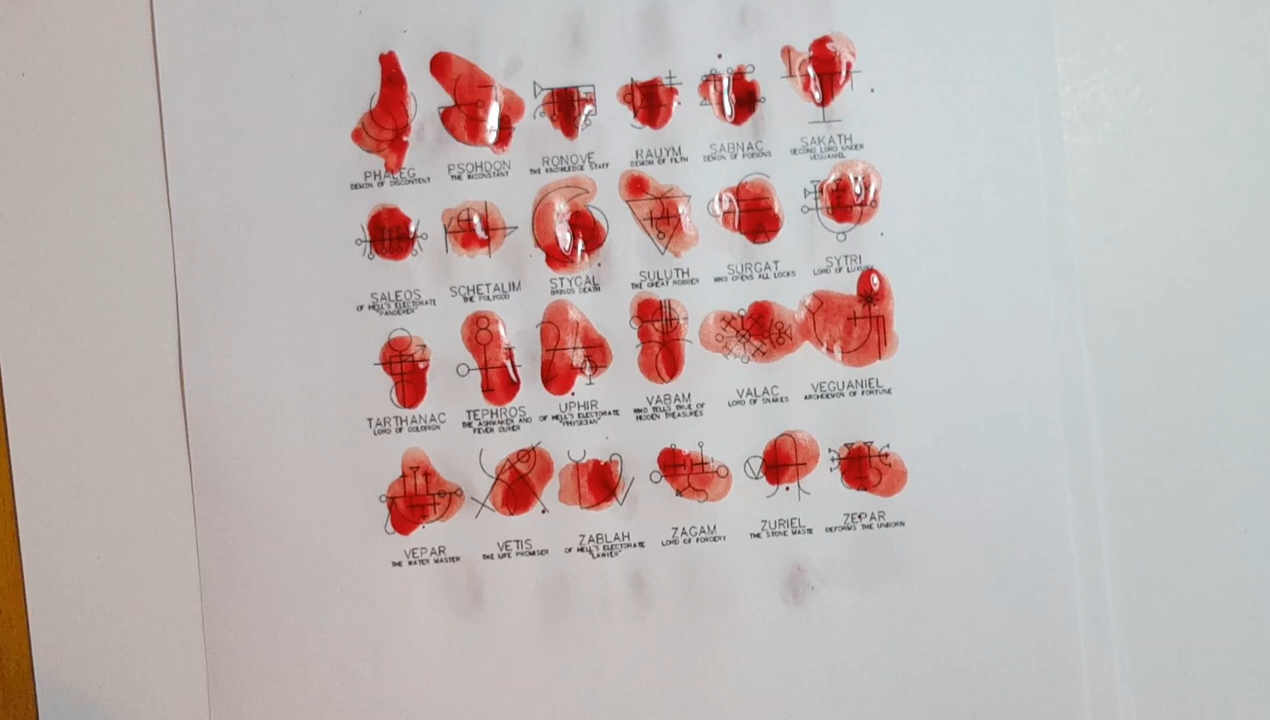 PHALEG
DEMON OF DISCONTENT
PSOHDON
THE INCONSTANT
RONOVE
THE KNOWLEDGE STAFF
RAUYM
DEMON OF FILTH
SABNAC
DEMON OF POISONS
SAKATH
SECOND LORD UNDER
VEGUANIEL
SALEOS
OF HELL'S ELECTORATE
"PANDERER"
SCHETALIM
THE POLYGOD
STYGAL
BRINGS DEATH
SULUTH
THE GREAT ROBBER
SURGAT
WHO OPENS ALL LOCKS
SYTRI
LORD OF LUXURY
TARTHANAC
LORD OF COLDRON
TEPHROS
THE ASHMAKER AND
FEVER CURER
UPHIR
OF HELL'S ELECTORATE
"PHYSICIAN"
VABAM
WHO TELLS TRUE OF
HIDDEN TREASURES
VALAC
LORD OF SNAKES
VEGUANIEL
ARCHDEMON OF FORTUNE
VEPAR
THE WATER MASTER
VETIS
THE LIFE PROMISER
ZABLAH
OF HELL'S ELECTORATE
"LAWYER"
ZAGAM
LORD OF FORGERY
ZURIEL
THE STONE WASTE
ZEPAR
DEFORMS THE UNBORN